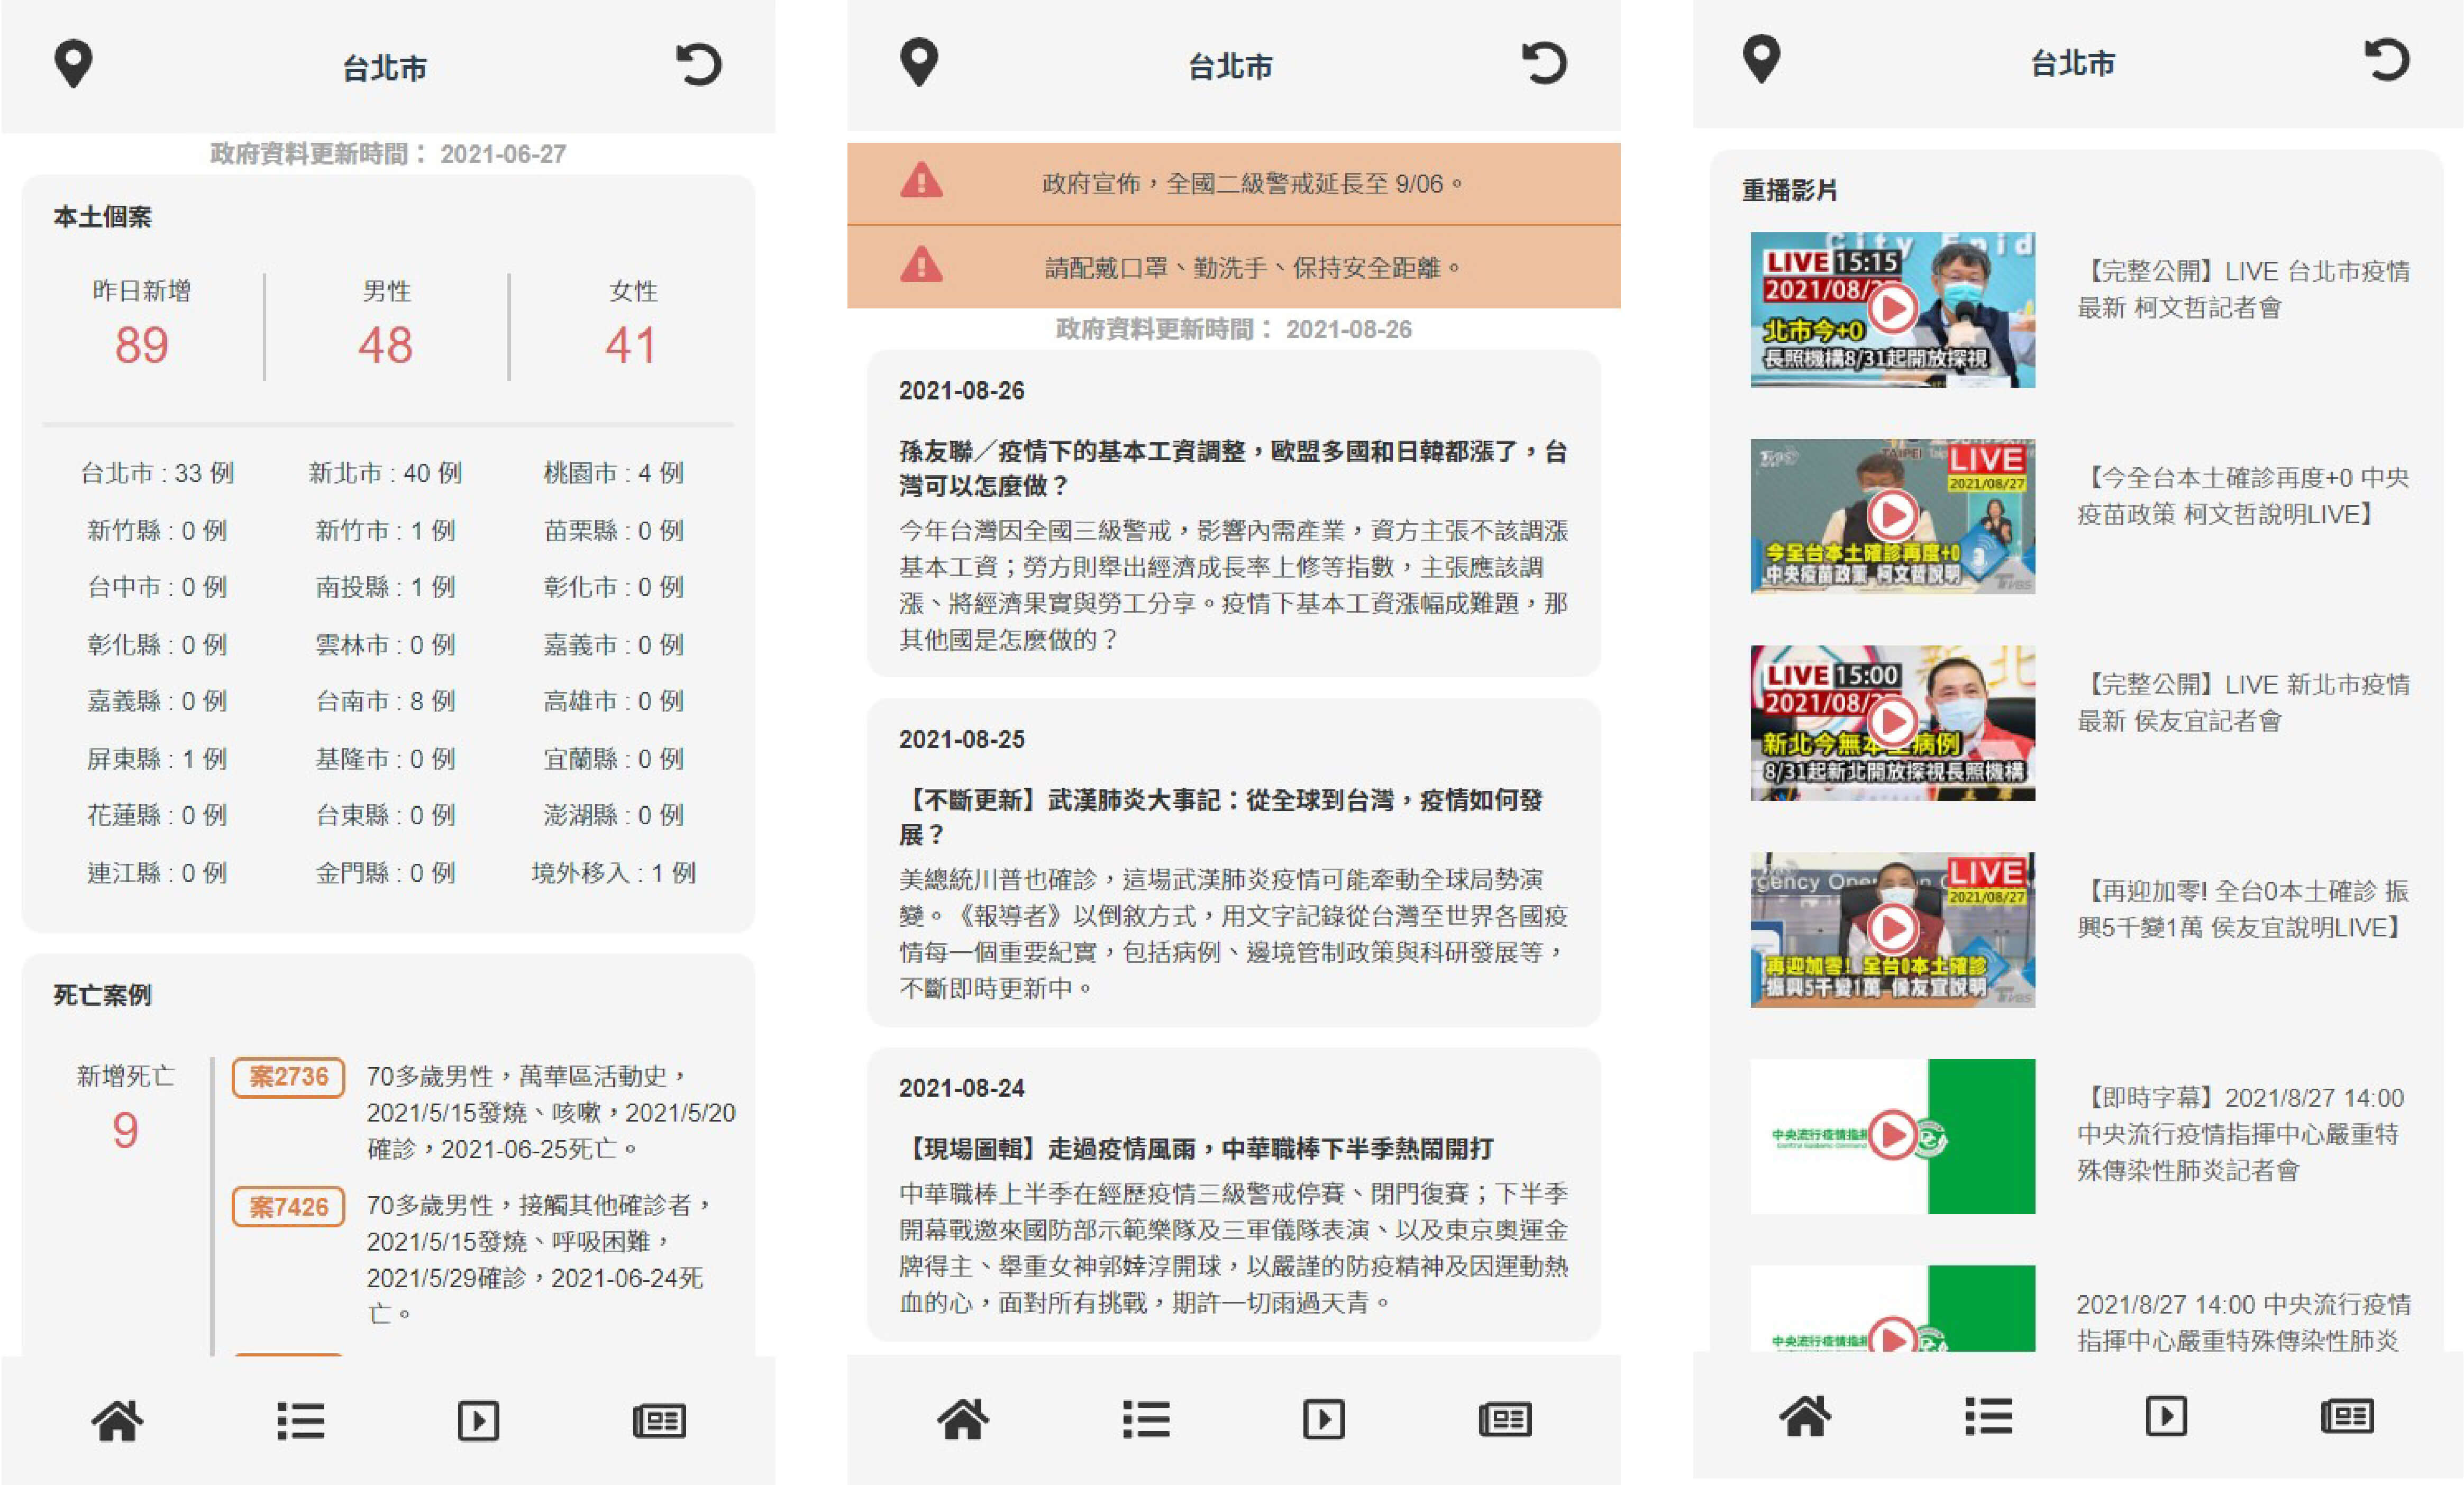 台北市
政府資料更新時間： 2021-06-27
本土個案
昨日新增
89
男性
48
女性
41
台北市 : 33 例
新北市 : 40 例
桃園市 : 4 例
新竹縣 : 0 例
新竹市 : 1 例
苗栗縣 : 0 例
台中市 : 0 例
南投縣 : 1 例
彰化市 : 0 例
彰化縣 : 0 例
雲林市 : 0 例
嘉義市 : 0 例
嘉義縣 : 0 例
台南市 : 8 例
高雄市 : 0 例
屏東縣 : 1 例
基隆市 : 0 例
宜蘭縣 : 0 例
花蓮縣 : 0 例
台東縣 : 0 例
澎湖縣 : 0 例
連江縣 : 0 例
金門縣 : 0 例
境外移入 : 1 例
死亡案例
新增死亡
9
案2736
70多歲男性，萬華區活動史，
2021/5/15發燒、咳嗽，2021/5/20
確診，2021-06-25死亡。
案7426
70多歲男性，接觸其他確診者，
2021/5/15發燒、呼吸困難，
2021/5/29確診，2021-06-24死
亡。
台北市
政府宣佈，全國二級警戒延長至 9/06。
請配戴口罩、勤洗手、保持安全距離。
政府資料更新時間： 2021-08-26
2021-08-26
孫友聯／疫情下的基本工資調整，歐盟多國和日韓都漲了，台
灣可以怎麼做？
今年台灣因全國三級警戒，影響內需產業，資方主張不該調漲
基本工資；勞方則舉出經濟成長率上修等指數，主張應該調
漲、將經濟果實與勞工分享。疫情下基本工資漲幅成難題，那
其他國是怎麼做的？
2021-08-25
【不斷更新】武漢肺炎大事記：從全球到台灣，疫情如何發
展？
美總統川普也確診，這場武漢肺炎疫情可能牽動全球局勢演
變。《報導者》以倒敘方式，用文字記錄從台灣至世界各國疫
情每一個重要紀實，包括病例、邊境管制政策與科研發展等，
不斷即時更新中。
2021-08-24
【現場圖輯】走過疫情風雨，中華職棒下半季熱鬧開打
中華職棒上半季在經歷疫情三級警戒停賽、閉門復賽；下半季
開幕戰邀來國防部示範樂隊及三軍儀隊表演、以及東京奧運金
牌得主、舉重女神郭婞淳開球，以嚴謹的防疫精神及因運動熱
血的心，面對所有挑戰，期許一切雨過天青。
台北市
重播影片
City Epid
LIVE 15:15
2021/08/2
北市今+0
長照機構8/31起開放探視
【完整公開】LIVE 台北市疫情
最新 柯文哲記者會
TAIPEI
LIVE
2021/08/27
今全台本土確診再度+0
中央疫苗政策 柯文哲說明
TVBS
【今全台本土確診再度+0 中央
疫苗政策 柯文哲說明LIVE】
新北
LIVE 15:00
2021/08/2
新北今無本土病例
8/31起新北開放探視長照機構
【完整公開】LIVE 新北市疫情
最新 侯友宜記者會
LIVE
2021/08/27
再迎加零! 全台0本土確診
振興5千變1萬 侯友宜說明
TVBS
【再迎加零! 全台0本土確診 振
興5千變1萬 侯友宜說明LIVE】
中央流行疫情指
【即時字幕】2021/8/27 14:00
中央流行疫情指揮中心嚴重特
殊傳染性肺炎記者會
中央流行疫情指
2021/8/27 14:00 中央流行疫情
指揮中心嚴重特殊傳染性肺炎